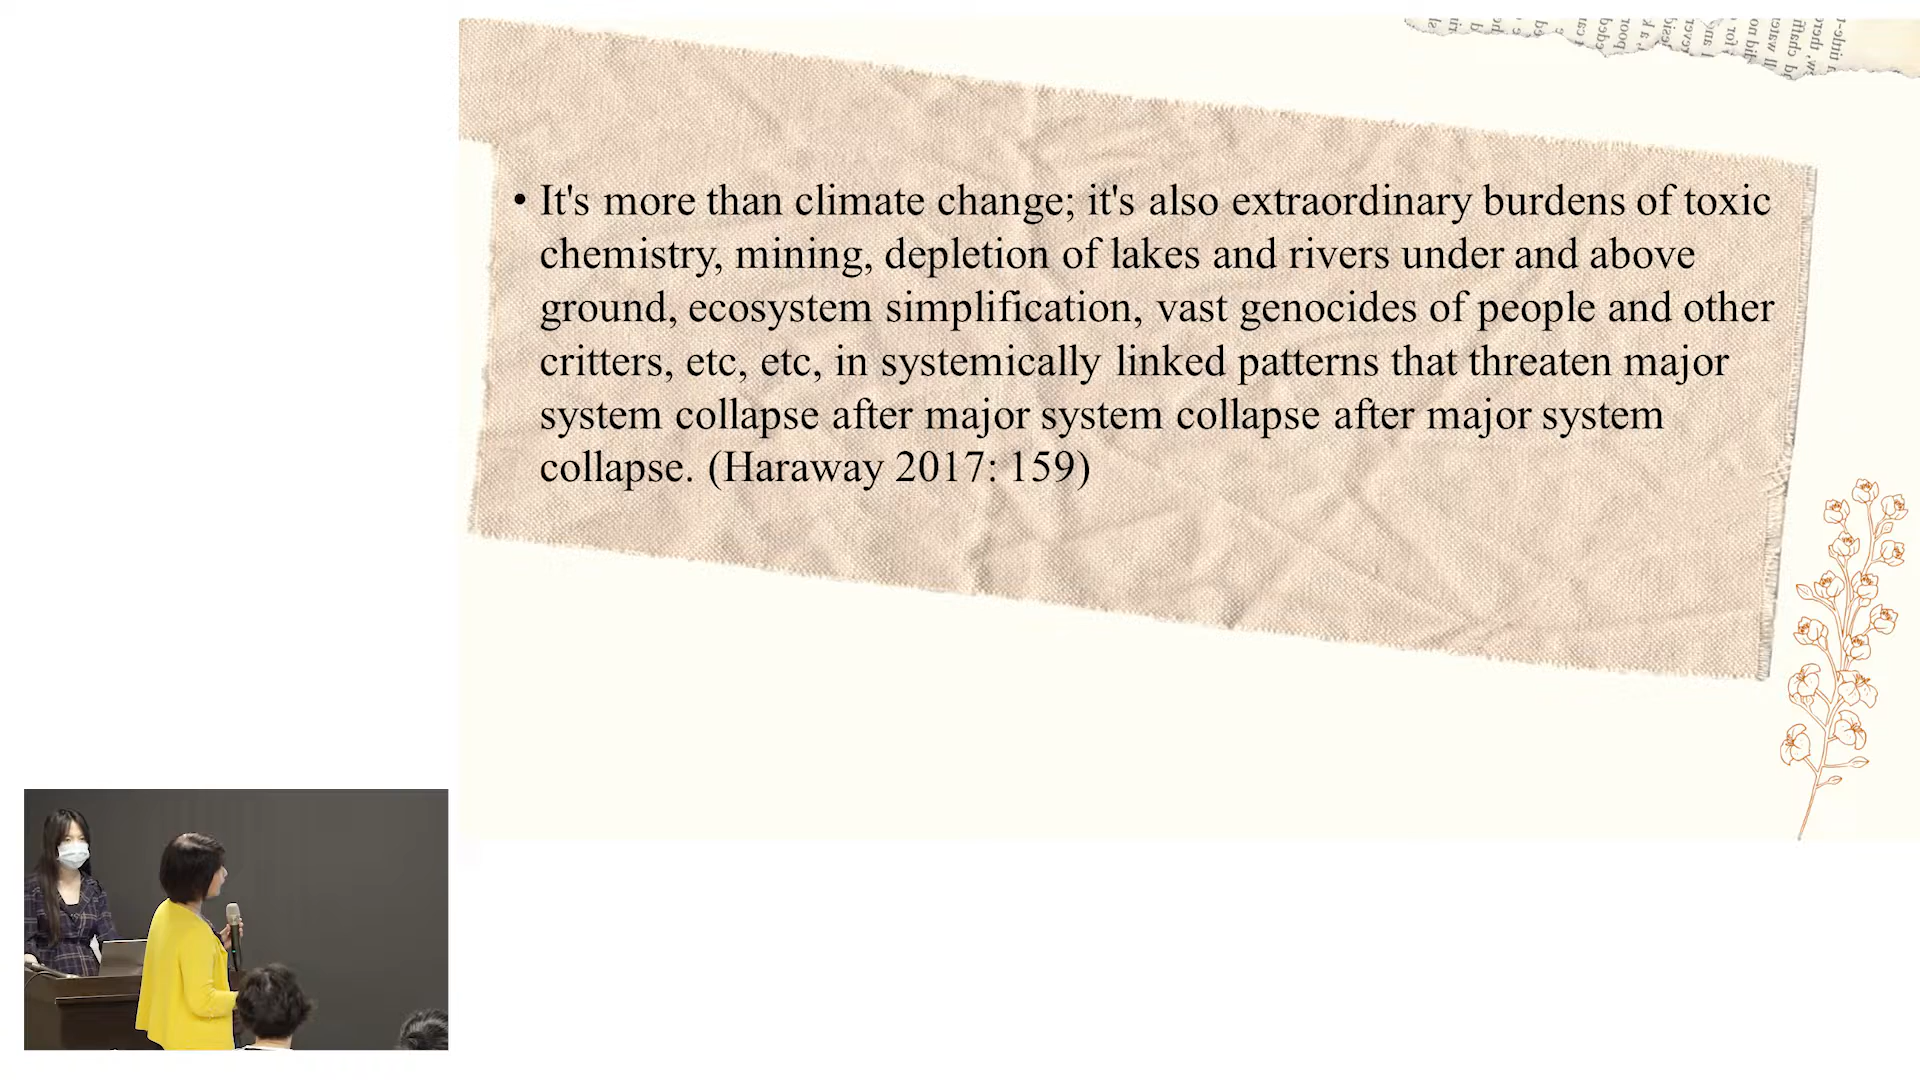 • It's more than climate change; it's also extraordinary burdens of toxic
chemistry, mining, depletion of lakes and rivers under and above
ground, ecosystem simplification, vast genocides of people and other
critters, etc, etc, in systemically linked patterns that threaten major
system collapse after major system collapse after major system
collapse. (Haraway 2017: 159)